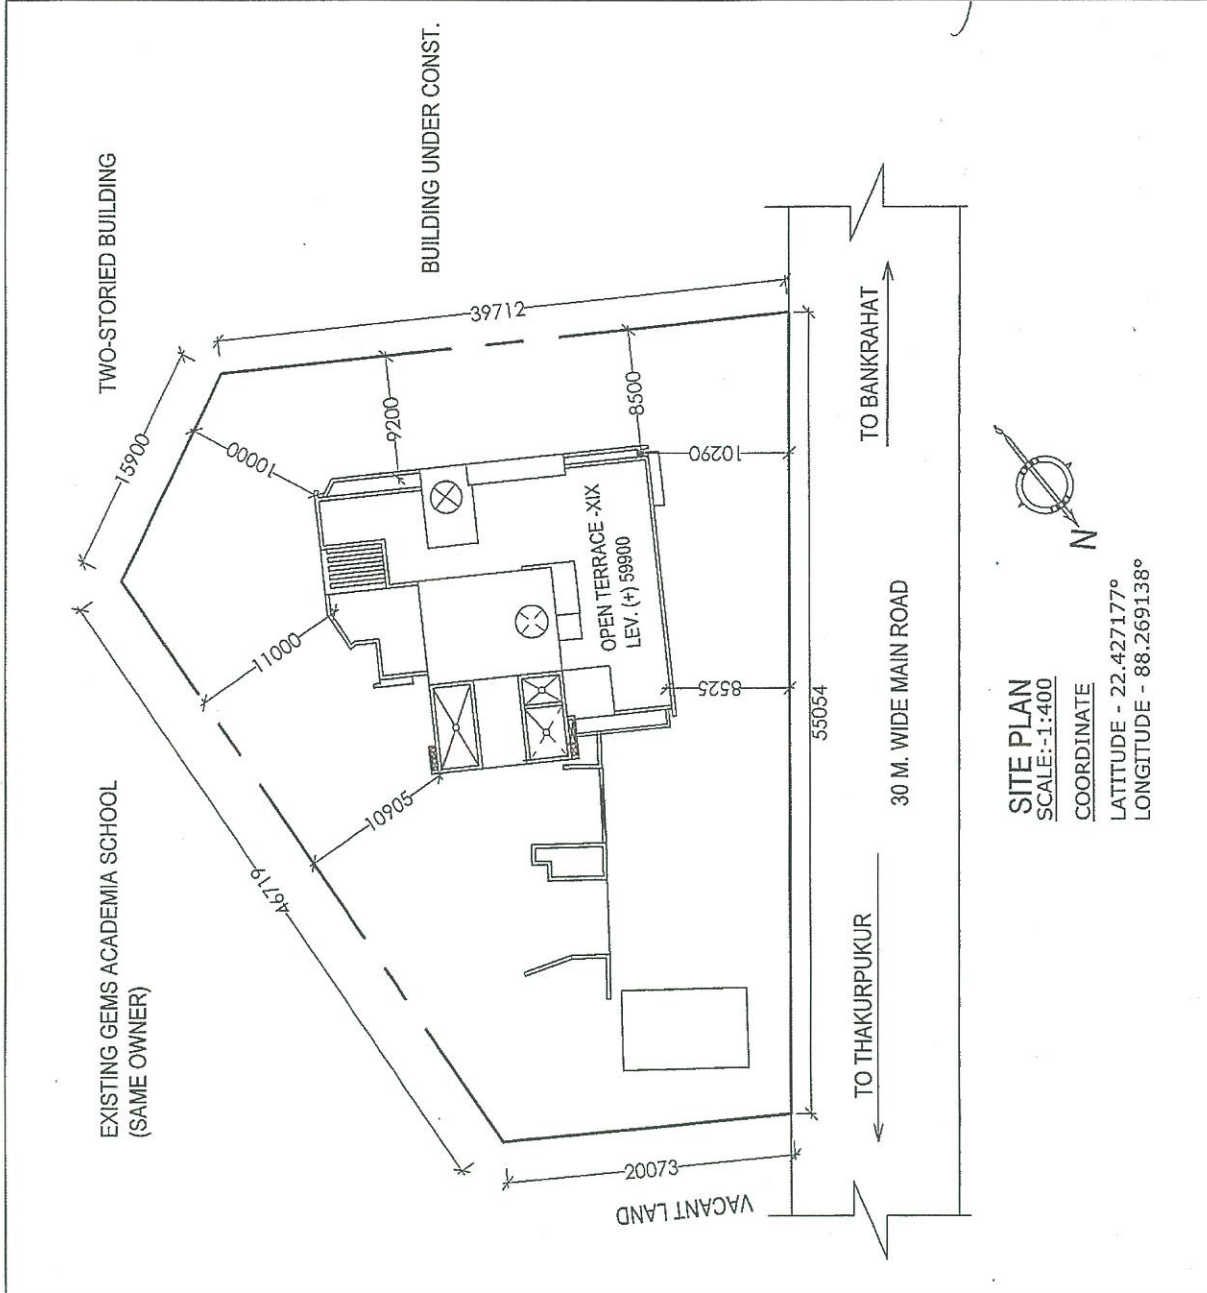 EXISTING GEMS ACADEMIA SCHOOL
(SAME OWNER)
TWO-STORIED BUILDING
BUILDING UNDER CONST.
VACANT LAND
15900
46719
39712
20073
55054
10000
9200
8500
11000
10905
10290
8525
OPEN TERRACE -XIX
LEV. (+) 59900
TO THAKURPUKUR
30 M. WIDE MAIN ROAD
TO BANKRAHAT
N
SITE PLAN
SCALE:-1:400
COORDINATE
LATITUDE - 22.427177°
LONGITUDE - 88.269138°